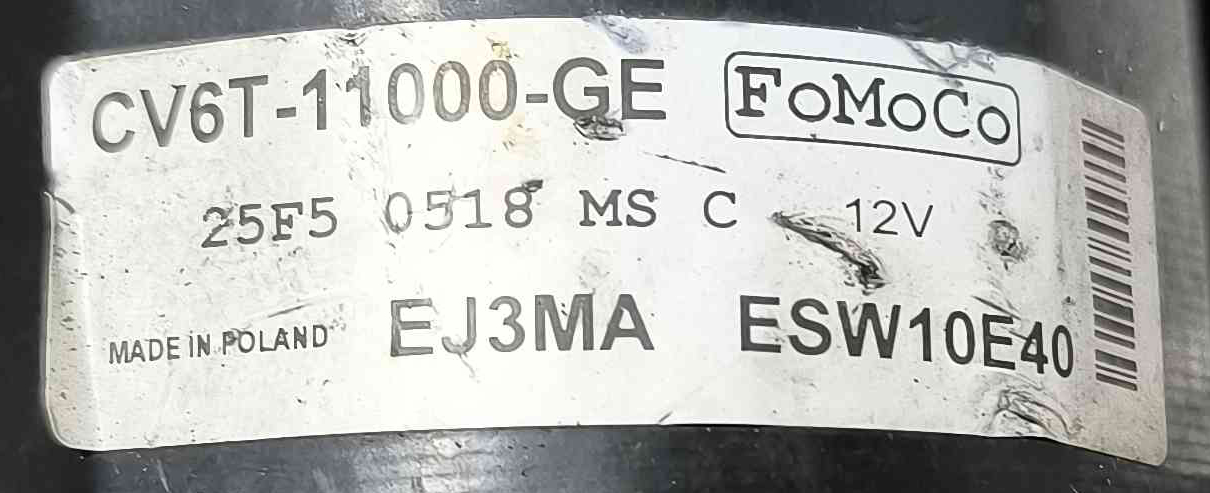 CV6T-11000-GE FoMoCo
25F5 0518 MS C 12V
MADE IN POLAND EJ3MA ESW10E40